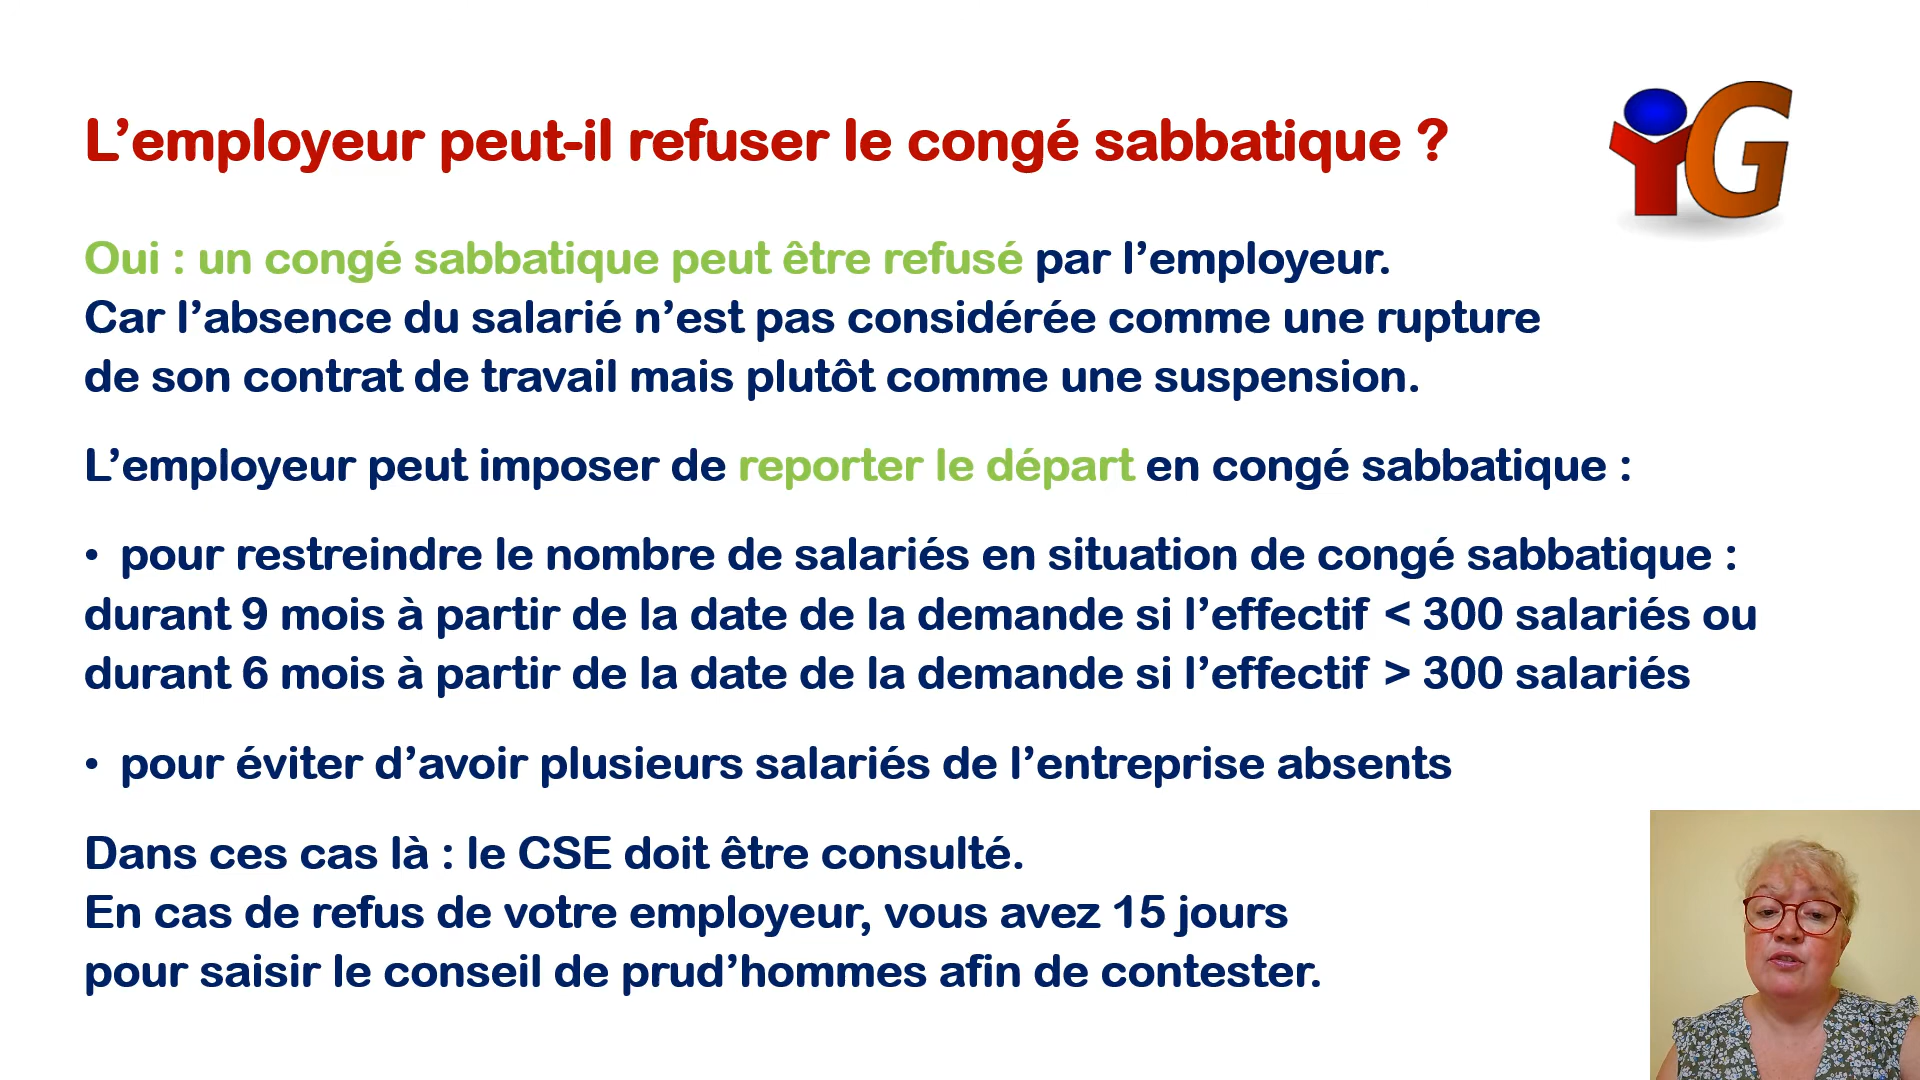 L’employeur peut-il refuser le congé sabbatique ?
iG
Oui : un congé sabbatique peut être refusé par l’employeur.
Car l’absence du salarié n’est pas considérée comme une rupture
de son contrat de travail mais plutôt comme une suspension.
L’employeur peut imposer de reporter le départ en congé sabbatique :
• pour restreindre le nombre de salariés en situation de congé sabbatique :
durant 9 mois à partir de la date de la demande si l’effectif < 300 salariés ou
durant 6 mois à partir de la date de la demande si l’effectif > 300 salariés
• pour éviter d’avoir plusieurs salariés de l’entreprise absents
Dans ces cas là : le CSE doit être consulté.
En cas de refus de votre employeur, vous avez 15 jours
pour saisir le conseil de prud’hommes afin de contester.